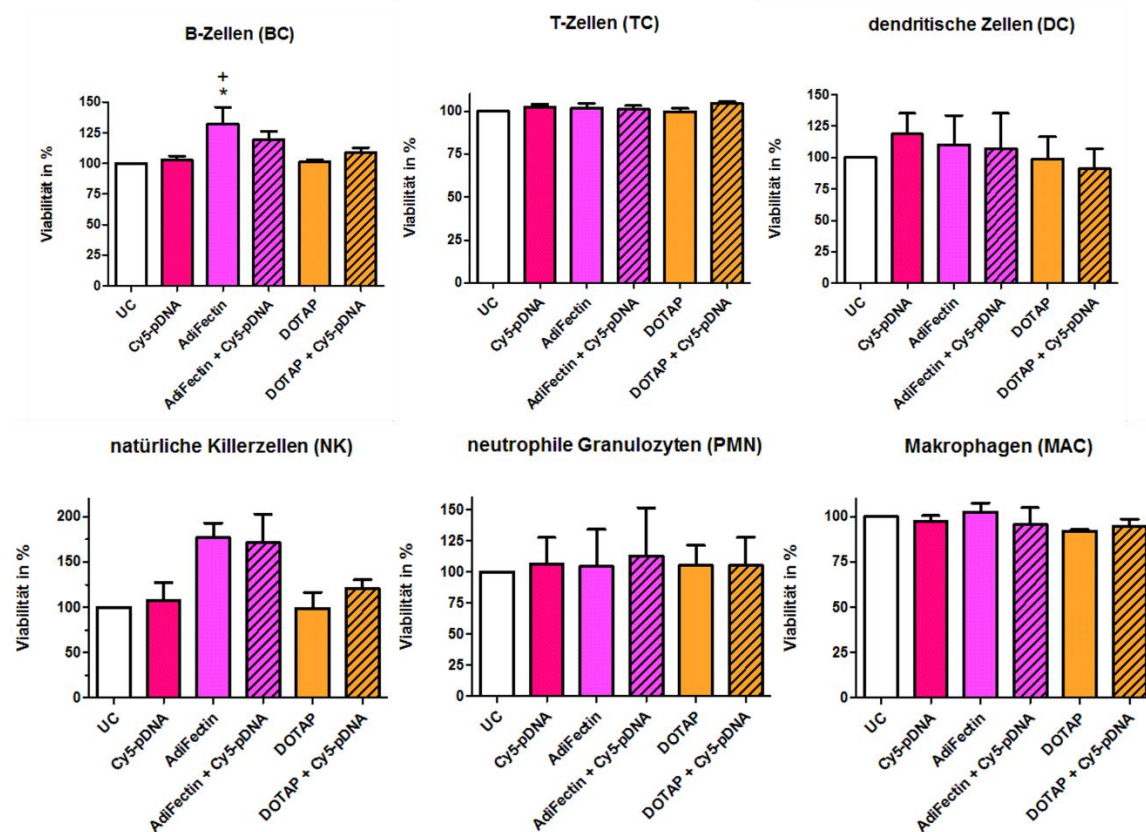 B-Zellen (BC)
Viabilität in %
150
125
100
75
50
25
0
+
*
UC
Cy5-pDNA
AdiFectin
AdiFectin + Cy5-pDNA
DOTAP
DOTAP + Cy5-pDNA
T-Zellen (TC)
Viabilität in %
100
75
50
25
0
UC
Cy5-pDNA
AdiFectin
AdiFectin + Cy5-pDNA
DOTAP
DOTAP + Cy5-pDNA
dendritische Zellen (DC)
Viabilität in %
150
125
100
75
50
25
0
UC
Cy5-pDNA
AdiFectin
AdiFectin + Cy5-pDNA
DOTAP
DOTAP + Cy5-pDNA
natürliche Killerzellen (NK)
Viabilität in %
200
150
100
50
0
UC
Cy5-pDNA
AdiFectin
AdiFectin + Cy5-pDNA
DOTAP
DOTAP + Cy5-pDNA
neutrophile Granulozyten (PMN)
Viabilität in %
150
125
100
75
50
25
0
UC
Cy5-pDNA
AdiFectin
AdiFectin + Cy5-pDNA
DOTAP
DOTAP + Cy5-pDNA
Makrophagen (MAC)
Viabilität in %
100
75
50
25
0
UC
Cy5-pDNA
AdiFectin
AdiFectin + Cy5-pDNA
DOTAP
DOTAP + Cy5-pDNA